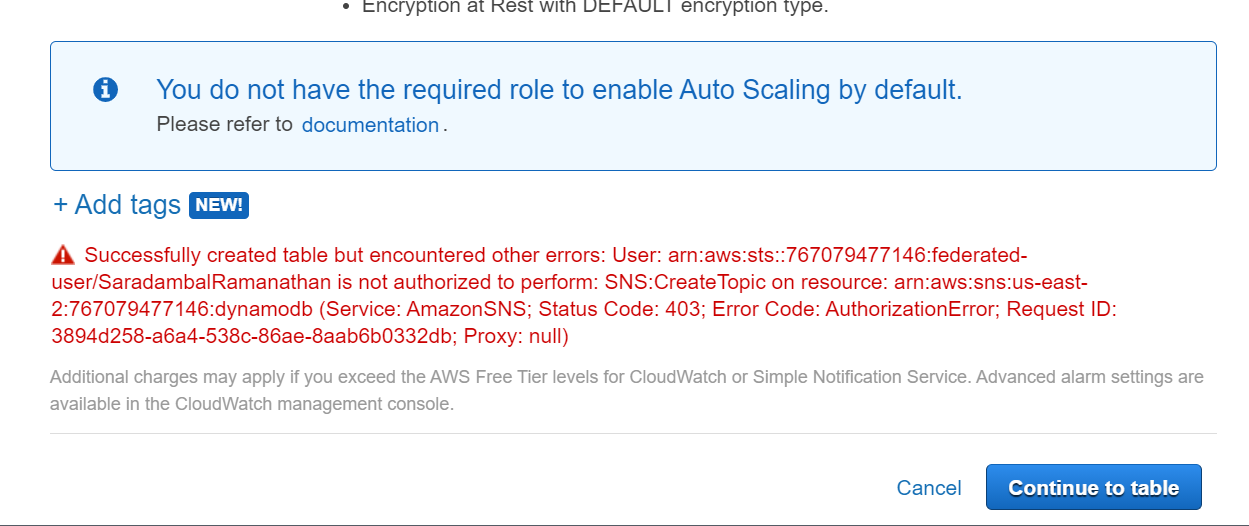 • Encryption at Rest with DEFAULT encryption type.
You do not have the required role to enable Auto Scaling by default.
Please refer to documentation.
+ Add tags NEW!
Successfully created table but encountered other errors: User: arn:aws:sts::767079477146:federated-
user/SaradambalRamanathan is not authorized to perform: SNS:CreateTopic on resource: arn:aws:sns:us-east-
2:767079477146:dynamodb (Service: AmazonSNS; Status Code: 403; Error Code: AuthorizationError; Request ID:
3894d258-a6a4-538c-86ae-8aab6b0332db; Proxy: null)
Additional charges may apply if you exceed the AWS Free Tier levels for CloudWatch or Simple Notification Service. Advanced alarm settings are
available in the CloudWatch management console.
Cancel Continue to table